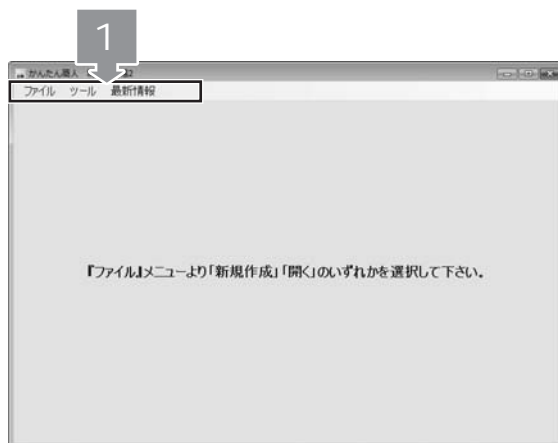 1
かんたん職人
ファイル ツール 最新情報
『ファイル』メニューより「新規作成」「開く」のいずれかを選択して下さい。